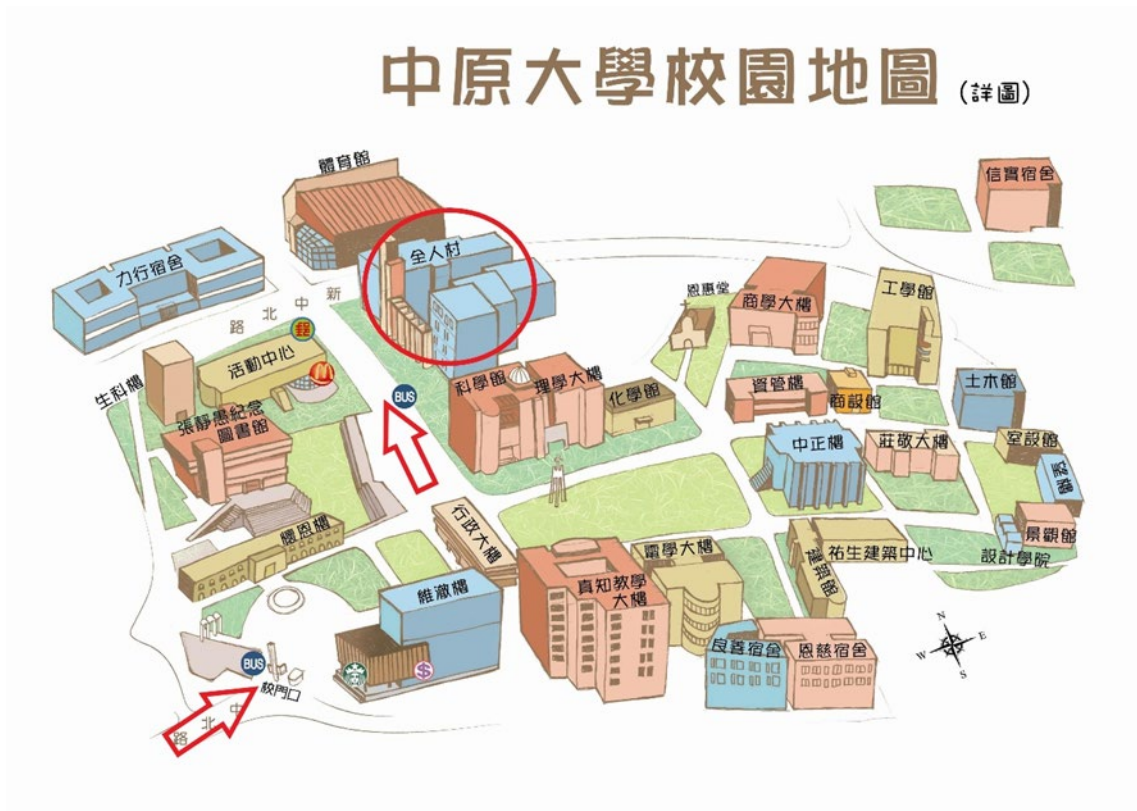 中原大學校園地圖 (詳圖)
體育館
信實宿舍
全人村
力行宿舍
新中北路
郵
恩惠堂
商學大樓
工學館
活動中心
M
生科樓
BUS
科學館
理學大樓
化學館
資管樓
商設館
土木館
張靜愚紀念
圖書館
中正樓
莊敬大樓
室設館
行政大樓
景觀館
設計學院
懷恩樓
電學大樓
祐生建築中心
建築館
維澈樓
真知教學
大樓
良善宿舍
恩慈宿舍
N
E
W
S
BUS
校門口
$
中北路